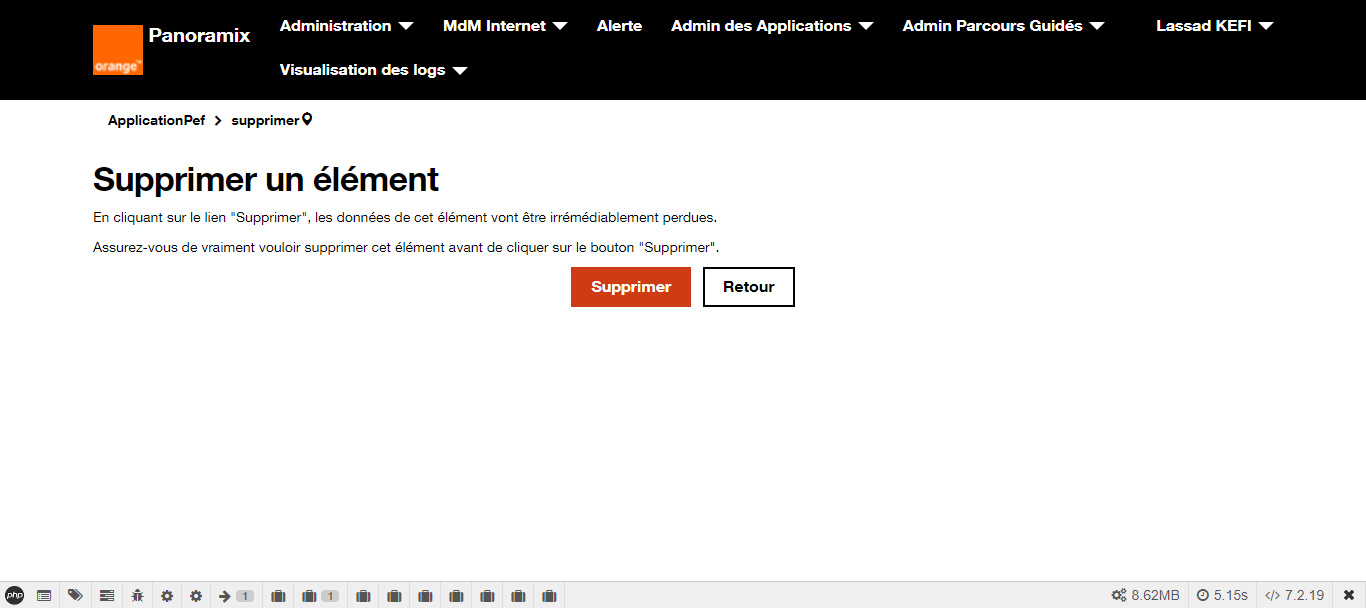 Panoramix
orange™
Administration MdM Internet Alerte Admin des Applications Admin Parcours Guidés Lassad KEFI
Visualisation des logs
ApplicationPef > supprimer
Supprimer un élément
En cliquant sur le lien "Supprimer", les données de cet élément vont être irrémédiablement perdues.
Assurez-vous de vraiment vouloir supprimer cet élément avant de cliquer sur le bouton "Supprimer".
Supprimer Retour
php 1 1 8.62MB 5.15s </> 7.2.19